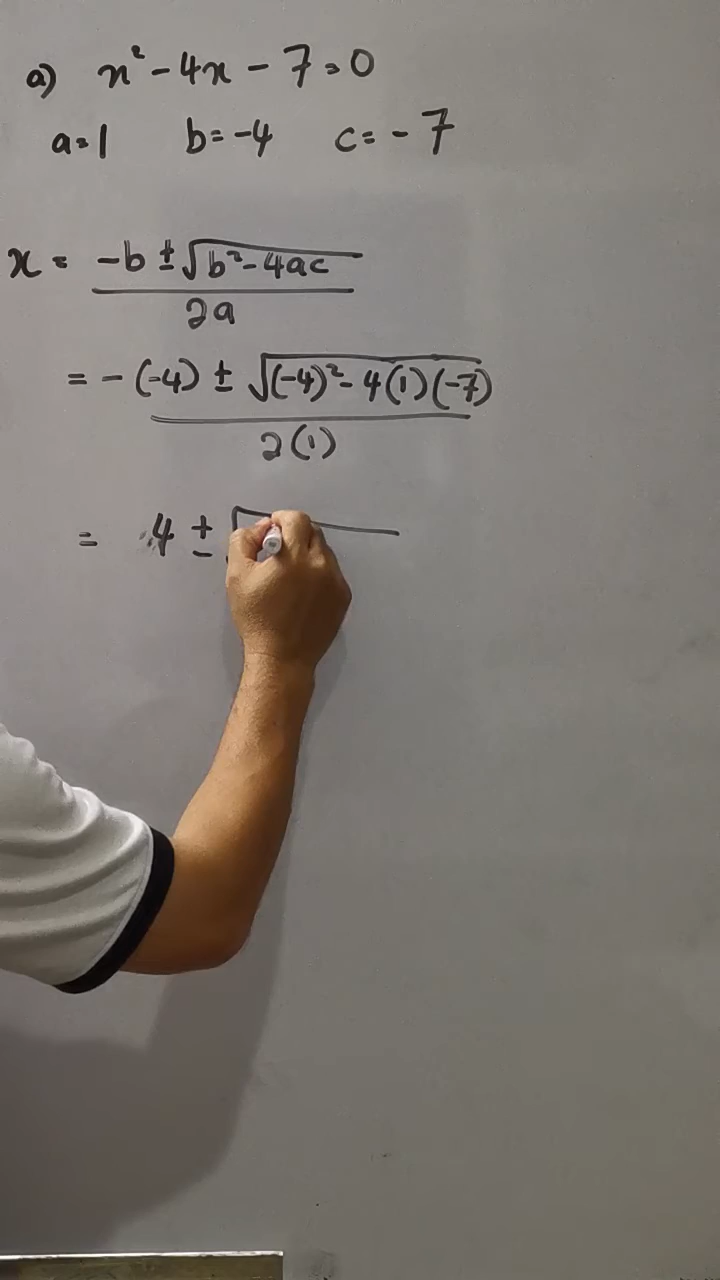 a) x² - 4x - 7 = 0
a = 1 b = -4 c = -7
x = -b ± √b² - 4ac
2a
= - (-4) ± √(-4)² - 4(1)(-7)
2(1)
= 4 ± √